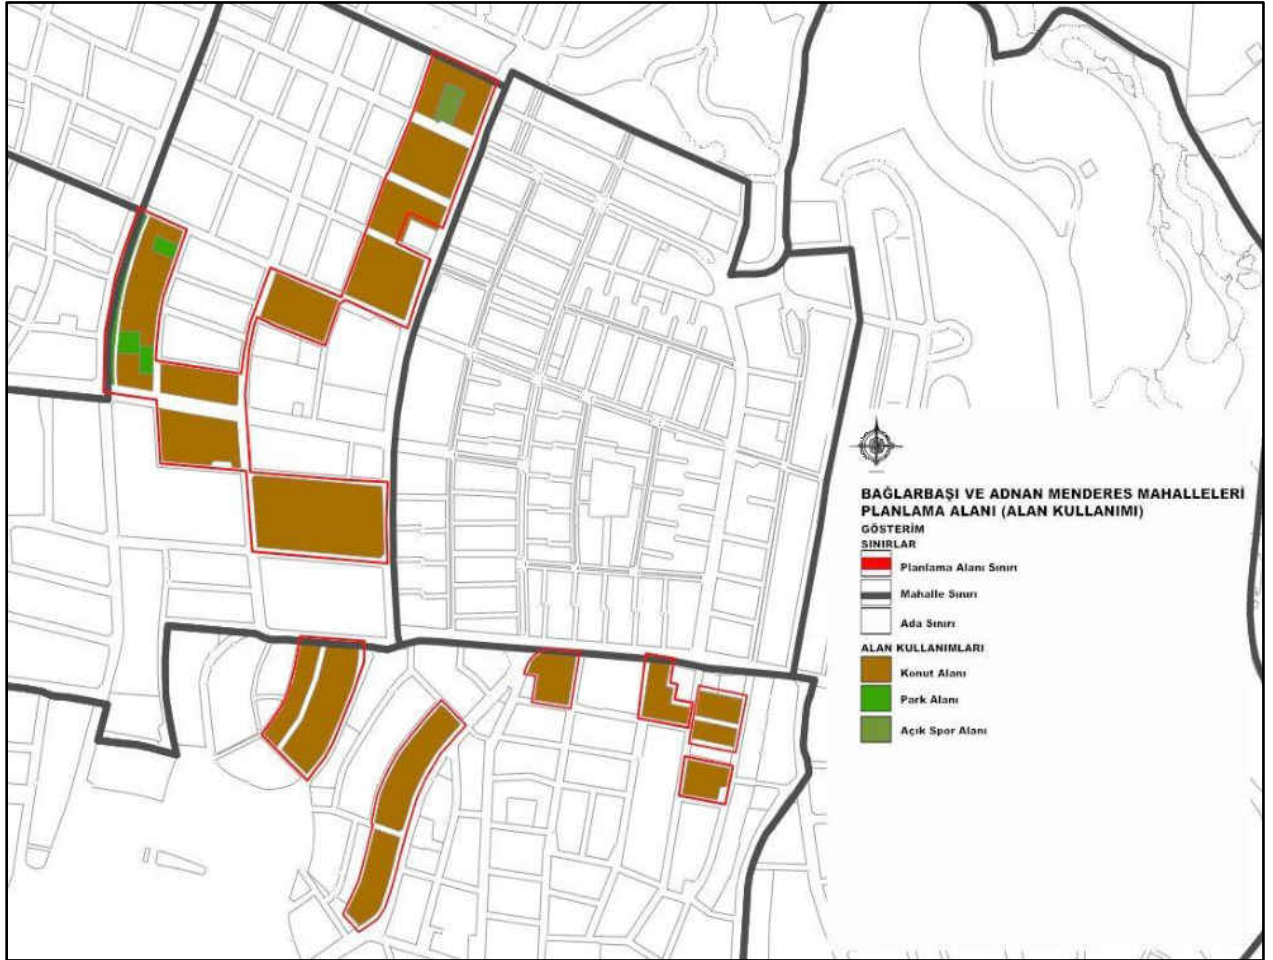 BAĞLARBAŞI VE ADNAN MENDERES MAHALLELERİ
PLANLAMA ALANI (ALAN KULLANIMI)
GÖSTERİM
SINIRLAR
Planlama Alanı Sınırı
Mahalle Sınırı
Ada Sınırı
ALAN KULLANIMLARI
Konut Alanı
Park Alanı
Açık Spor Alanı